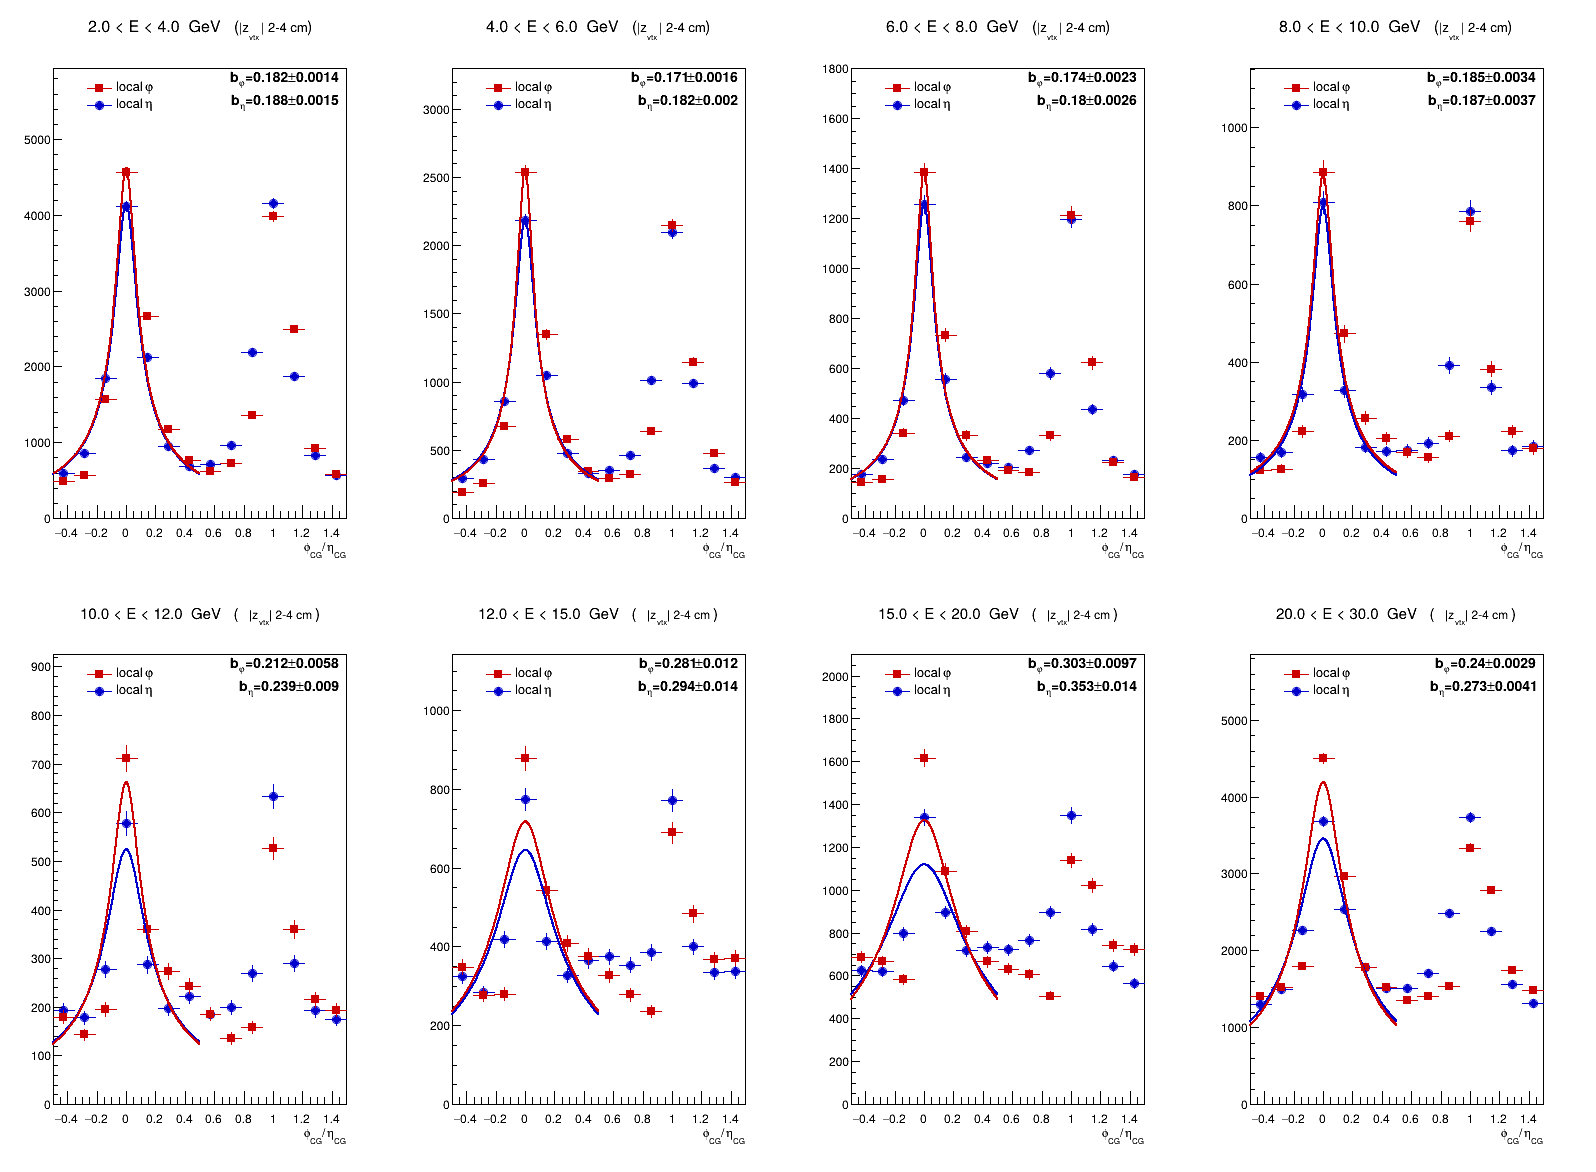 2.0 < E < 4.0 GeV (|z_vtx| 2-4 cm)
local φ
local η
b_φ=0.182±0.0014
b_η=0.188±0.0015
5000
4000
3000
2000
1000
0
−0.4 −0.2 0 0.2 0.4 0.6 0.8 1 1.2 1.4
ϕ_CG/η_CG
4.0 < E < 6.0 GeV (|z_vtx| 2-4 cm)
local φ
local η
b_φ=0.171±0.0016
b_η=0.182±0.002
3000
2500
2000
1500
1000
500
0
−0.4 −0.2 0 0.2 0.4 0.6 0.8 1 1.2 1.4
ϕ_CG/η_CG
6.0 < E < 8.0 GeV (|z_vtx| 2-4 cm)
local φ
local η
b_φ=0.174±0.0023
b_η=0.18±0.0026
1800
1600
1400
1200
1000
800
600
400
200
0
−0.4 −0.2 0 0.2 0.4 0.6 0.8 1 1.2 1.4
ϕ_CG/η_CG
8.0 < E < 10.0 GeV (|z_vtx| 2-4 cm)
local φ
local η
b_φ=0.185±0.0034
b_η=0.187±0.0037
1000
800
600
400
200
0
−0.4 −0.2 0 0.2 0.4 0.6 0.8 1 1.2 1.4
ϕ_CG/η_CG
10.0 < E < 12.0 GeV ( |z_vtx| 2-4 cm )
local φ
local η
b_φ=0.212±0.0058
b_η=0.239±0.009
900
800
700
600
500
400
300
200
100
0
−0.4 −0.2 0 0.2 0.4 0.6 0.8 1 1.2 1.4
ϕ_CG/η_CG
12.0 < E < 15.0 GeV ( |z_vtx| 2-4 cm )
local φ
local η
b_φ=0.281±0.012
b_η=0.294±0.014
1000
800
600
400
200
0
−0.4 −0.2 0 0.2 0.4 0.6 0.8 1 1.2 1.4
ϕ_CG/η_CG
15.0 < E < 20.0 GeV ( |z_vtx| 2-4 cm )
local φ
local η
b_φ=0.303±0.0097
b_η=0.353±0.014
2000
1800
1600
1400
1200
1000
800
600
400
200
0
−0.4 −0.2 0 0.2 0.4 0.6 0.8 1 1.2 1.4
ϕ_CG/η_CG
20.0 < E < 30.0 GeV ( |z_vtx| 2-4 cm )
local φ
local η
b_φ=0.24±0.0029
b_η=0.273±0.0041
5000
4000
3000
2000
1000
0
−0.4 −0.2 0 0.2 0.4 0.6 0.8 1 1.2 1.4
ϕ_CG/η_CG